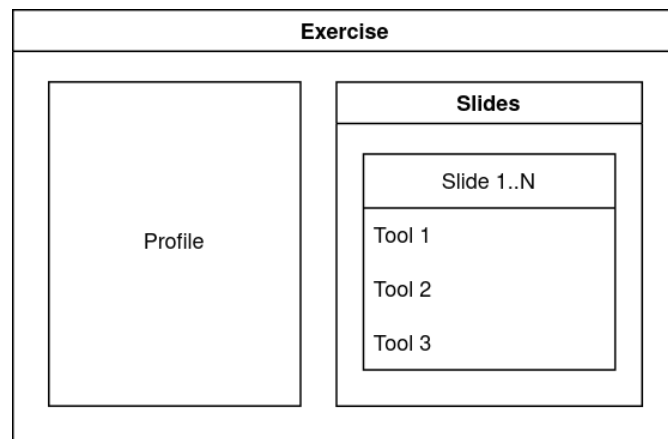 Exercise
Profile
Slides
Slide 1..N
Tool 1
Tool 2
Tool 3